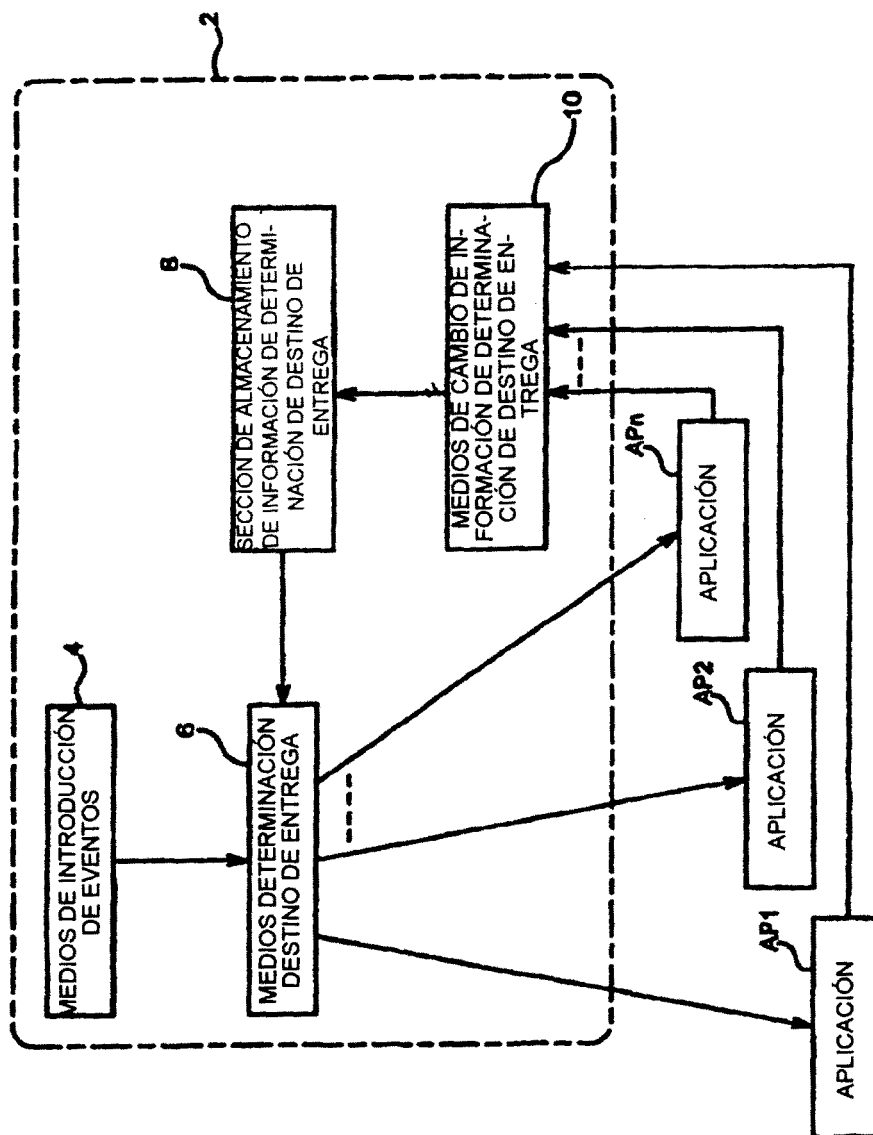 2
4
MEDIOS DE INTRODUCCIÓN
DE EVENTOS
6
MEDIOS DETERMINACIÓN
DESTINO DE ENTREGA
8
SECCIÓN DE ALMACENAMIENTO
DE INFORMACIÓN DE DETERMI-
NACIÓN DE DESTINO DE
ENTREGA
10
MEDIOS DE CAMBIO DE IN-
FORMACIÓN DE DETERMINA-
CIÓN DE DESTINO DE EN-
TREGA
AP1
APLICACIÓN
AP2
APLICACIÓN
APn
APLICACIÓN